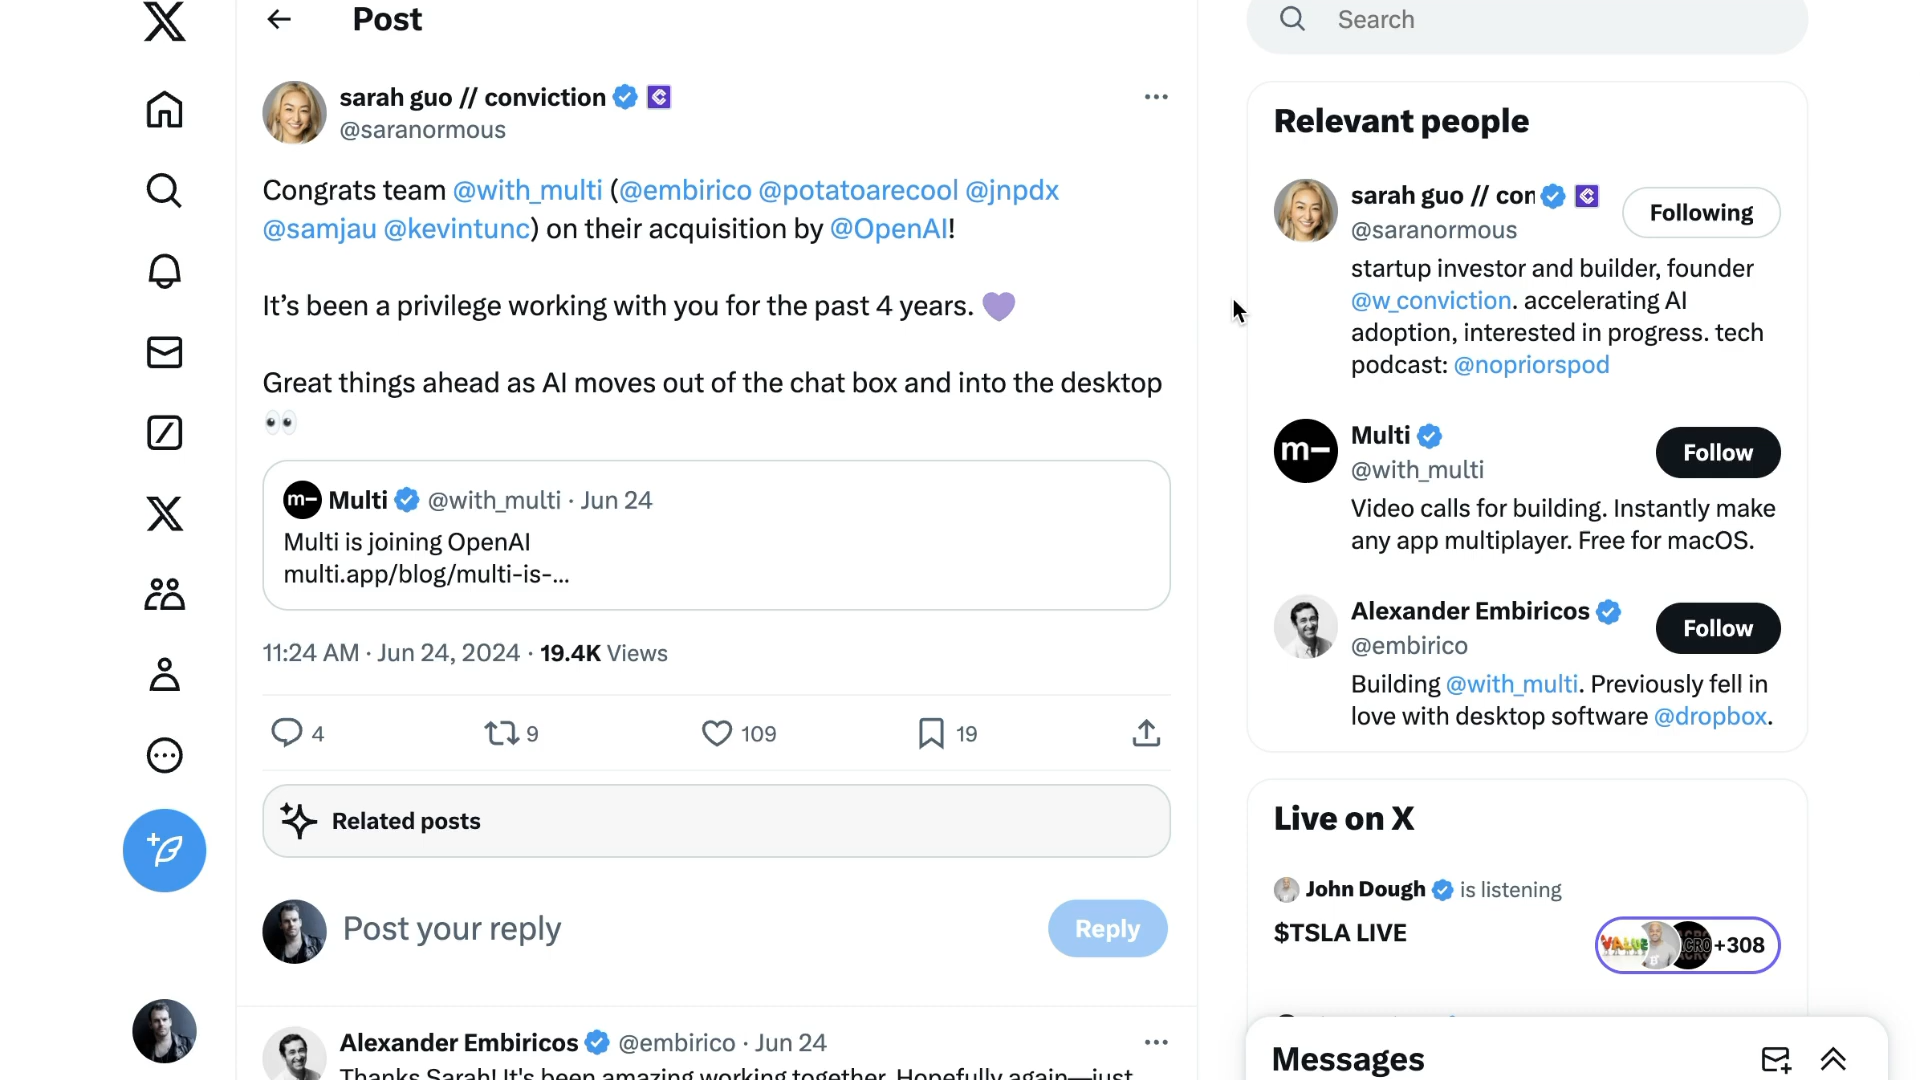 Post
sarah guo // conviction
@saranormous
Congrats team @with_multi (@embirico @potatoarecool @jnpdx
@samjau @kevintunc) on their acquisition by @OpenAI!
It’s been a privilege working with you for the past 4 years. 💜
Great things ahead as AI moves out of the chat box and into the desktop
👀
m– Multi @with_multi · Jun 24
Multi is joining OpenAI
multi.app/blog/multi-is-...
11:24 AM · Jun 24, 2024 · 19.4K Views
4 9 109 19
Related posts
Post your reply
Reply
Alexander Embiricos @embirico · Jun 24
Thanks Sarah! It's been amazing working together. Hopefully again—just
Search
Relevant people
sarah guo // con
@saranormous
Following
startup investor and builder, founder
@w_conviction. accelerating AI
adoption, interested in progress. tech
podcast: @nopriorspod
m–
Multi
@with_multi
Follow
Video calls for building. Instantly make
any app multiplayer. Free for macOS.
Alexander Embiricos
@embirico
Follow
Building @with_multi. Previously fell in
love with desktop software @dropbox.
Live on X
John Dough is listening
$TSLA LIVE
VALUE
+308
Messages